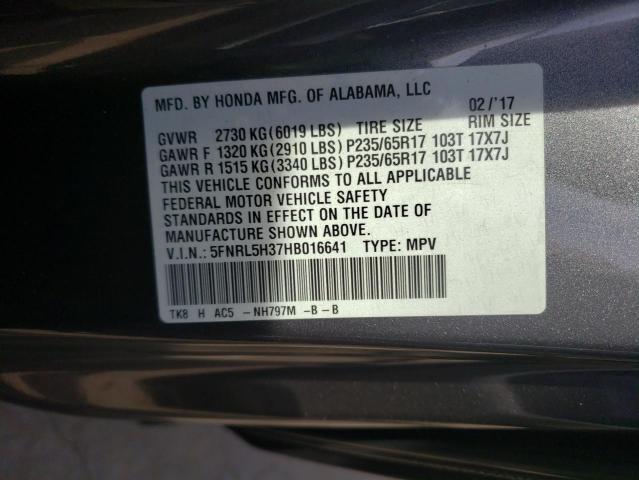 MFD. BY HONDA MFG. OF ALABAMA, LLC 02/'17
GVWR 2730 KG(6019 LBS) TIRE SIZE RIM SIZE
GAWR F 1320 KG(2910 LBS) P235/65R17 103T 17X7J
GAWR R 1515 KG(3340 LBS) P235/65R17 103T 17X7J
THIS VEHICLE CONFORMS TO ALL APPLICABLE
FEDERAL MOTOR VEHICLE SAFETY
STANDARDS IN EFFECT ON THE DATE OF
MANUFACTURE SHOWN ABOVE.
V.I.N.: 5FNRL5H37HB016641 TYPE: MPV
TK8 H AC5 -NH797M -B-B